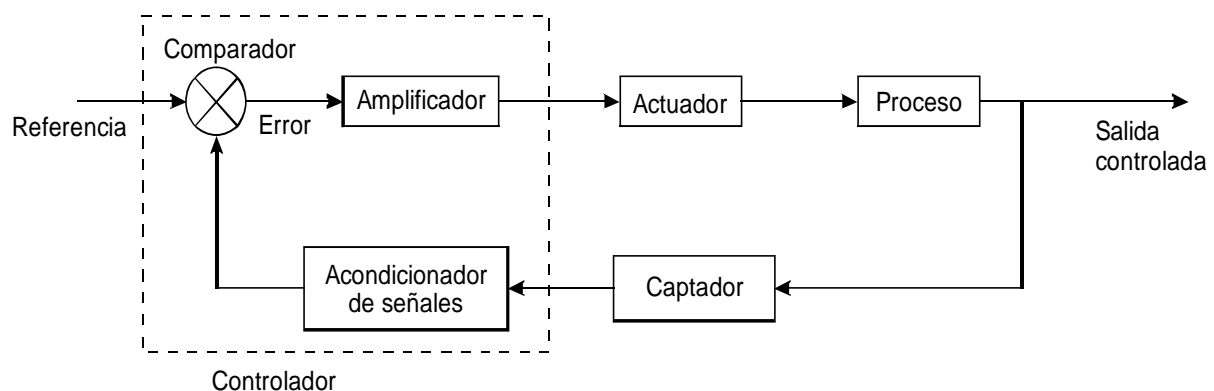 Comparador
Amplificador
Actuador
Proceso
Referencia
Error
Salida
controlada
Acondicionador
de señales
Captador
Controlador